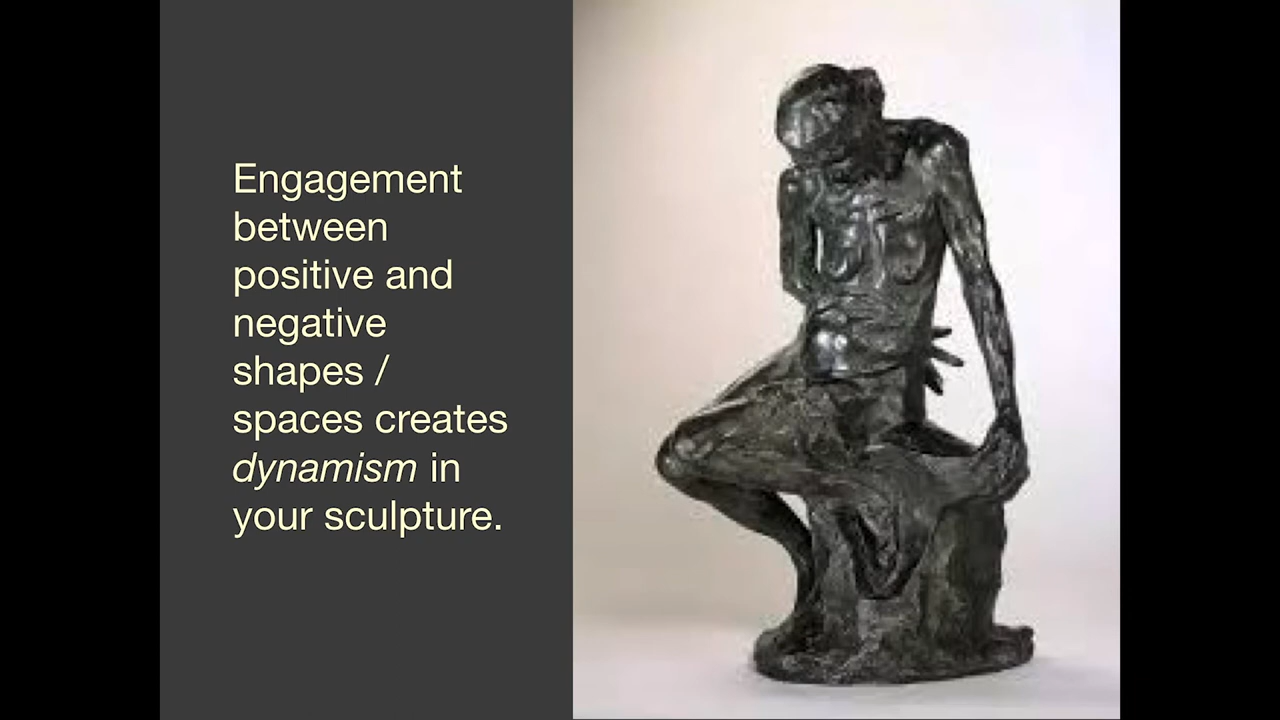 Engagement
between
positive and
negative
shapes /
spaces creates
dynamism in
your sculpture.